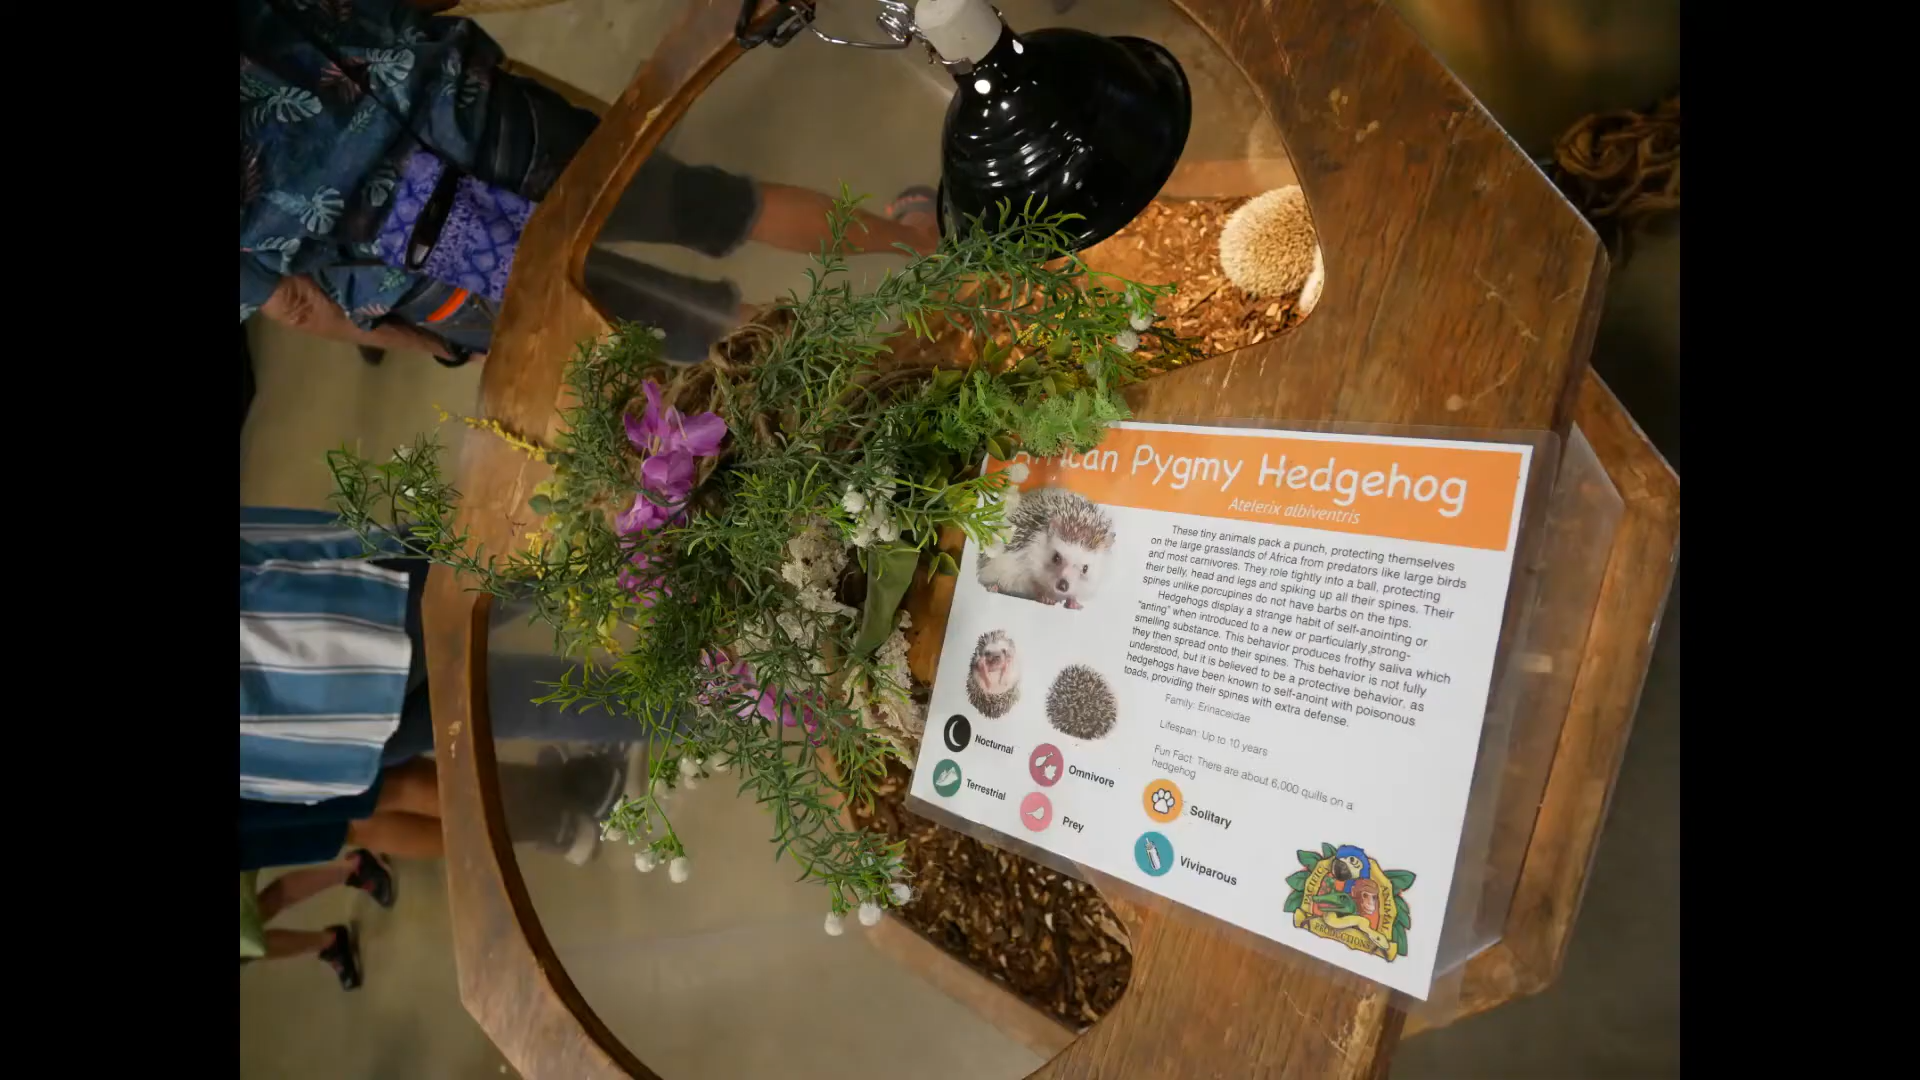 African Pygmy Hedgehog
Atelerix albiventris
These tiny animals pack a punch, protecting themselves
on the large grasslands of Africa from predators like large birds
and most carnivores. They role tightly into a ball, protecting
their belly, head and legs and spiking up all their spines. Their
spines unlike porcupines do not have barbs on the tips.
Hedgehogs display a strange habit of self-anointing or
"anting" when introduced to a new or particularly,strong-
smelling substance. This behavior produces frothy saliva which
they then spread onto their spines. This behavior is not fully
understood, but it is believed to be a protective behavior, as
hedgehogs have been known to self-anoint with poisonous
toads, providing their spines with extra defense.
Family: Erinaceidae
Lifespan: Up to 10 years
Fun Fact: There are about 6,000 quills on a
hedgehog
Nocturnal
Omnivore
Solitary
Terrestrial
Prey
Viviparous
PACIFIC ANIMAL
PRODUCTIONS